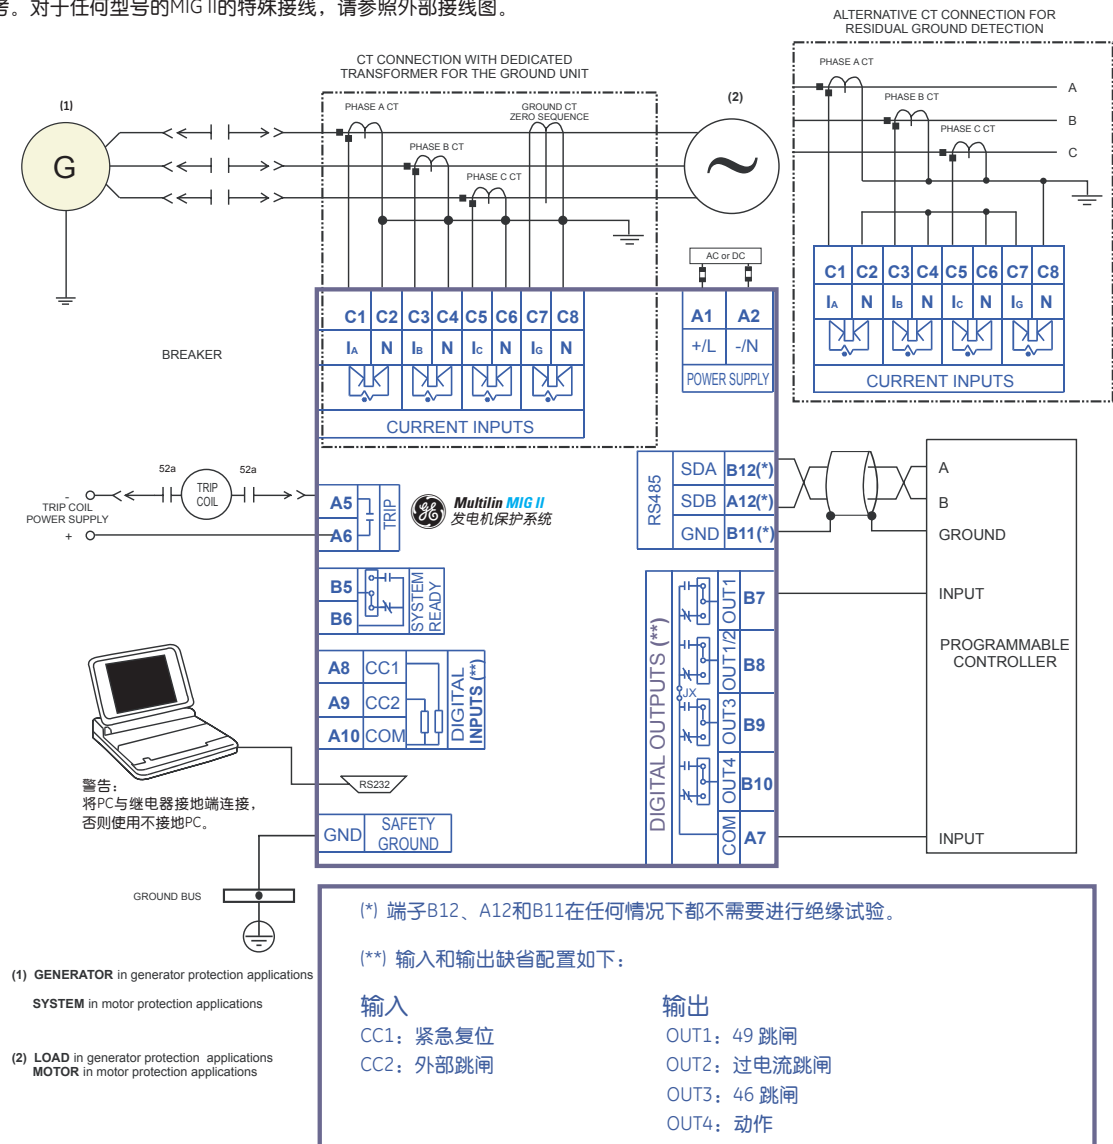 考。对于任何型号的MIG II的特殊接线，请参照外部接线图。
ALTERNATIVE CT CONNECTION FOR
RESIDUAL GROUND DETECTION
CT CONNECTION WITH DEDICATED
TRANSFORMER FOR THE GROUND UNIT
(1)
G
PHASE A CT
GROUND CT
ZERO SEQUENCE
PHASE B CT
PHASE C CT
(2)
PHASE A CT
PHASE B CT
PHASE C CT
A
B
C
AC or DC
C1 C2 C3 C4 C5 C6 C7 C8
IA N IB N IC N IG N
CURRENT INPUTS
A1 A2
+/L -/N
POWER SUPPLY
C1 C2 C3 C4 C5 C6 C7 C8
IA N IB N IC N IG N
CURRENT INPUTS
BREAKER
52a
52a
TRIP
COIL
-
TRIP COIL
POWER SUPPLY
+
A5
A6
TRIP
Multilin MIG II
发电机保护系统
B5
B6
SYSTEM
READY
A8 CC1
A9 CC2
A10 COM
DIGITAL
INPUTS (**)
RS232
GND
SAFETY
GROUND
RS485
SDA B12(*)
SDB A12(*)
GND B11(*)
DIGITAL OUTPUTS (**)
JX
OUT1 B7
OUT1/2 B8
OUT3 B9
OUT4 B10
COM A7
A
B
GROUND
INPUT
PROGRAMMABLE
CONTROLLER
INPUT
警告：
将PC与继电器接地端连接，
否则使用不接地PC。
GROUND BUS
(1) GENERATOR in generator protection applications
SYSTEM in motor protection applications
(2) LOAD in generator protection applications
MOTOR in motor protection applications
(*) 端子B12、A12和B11在任何情况下都不需要进行绝缘试验。
(**) 输入和输出缺省配置如下：
输入
CC1：紧急复位
CC2：外部跳闸
输出
OUT1：49 跳闸
OUT2：过电流跳闸
OUT3：46 跳闸
OUT4：动作